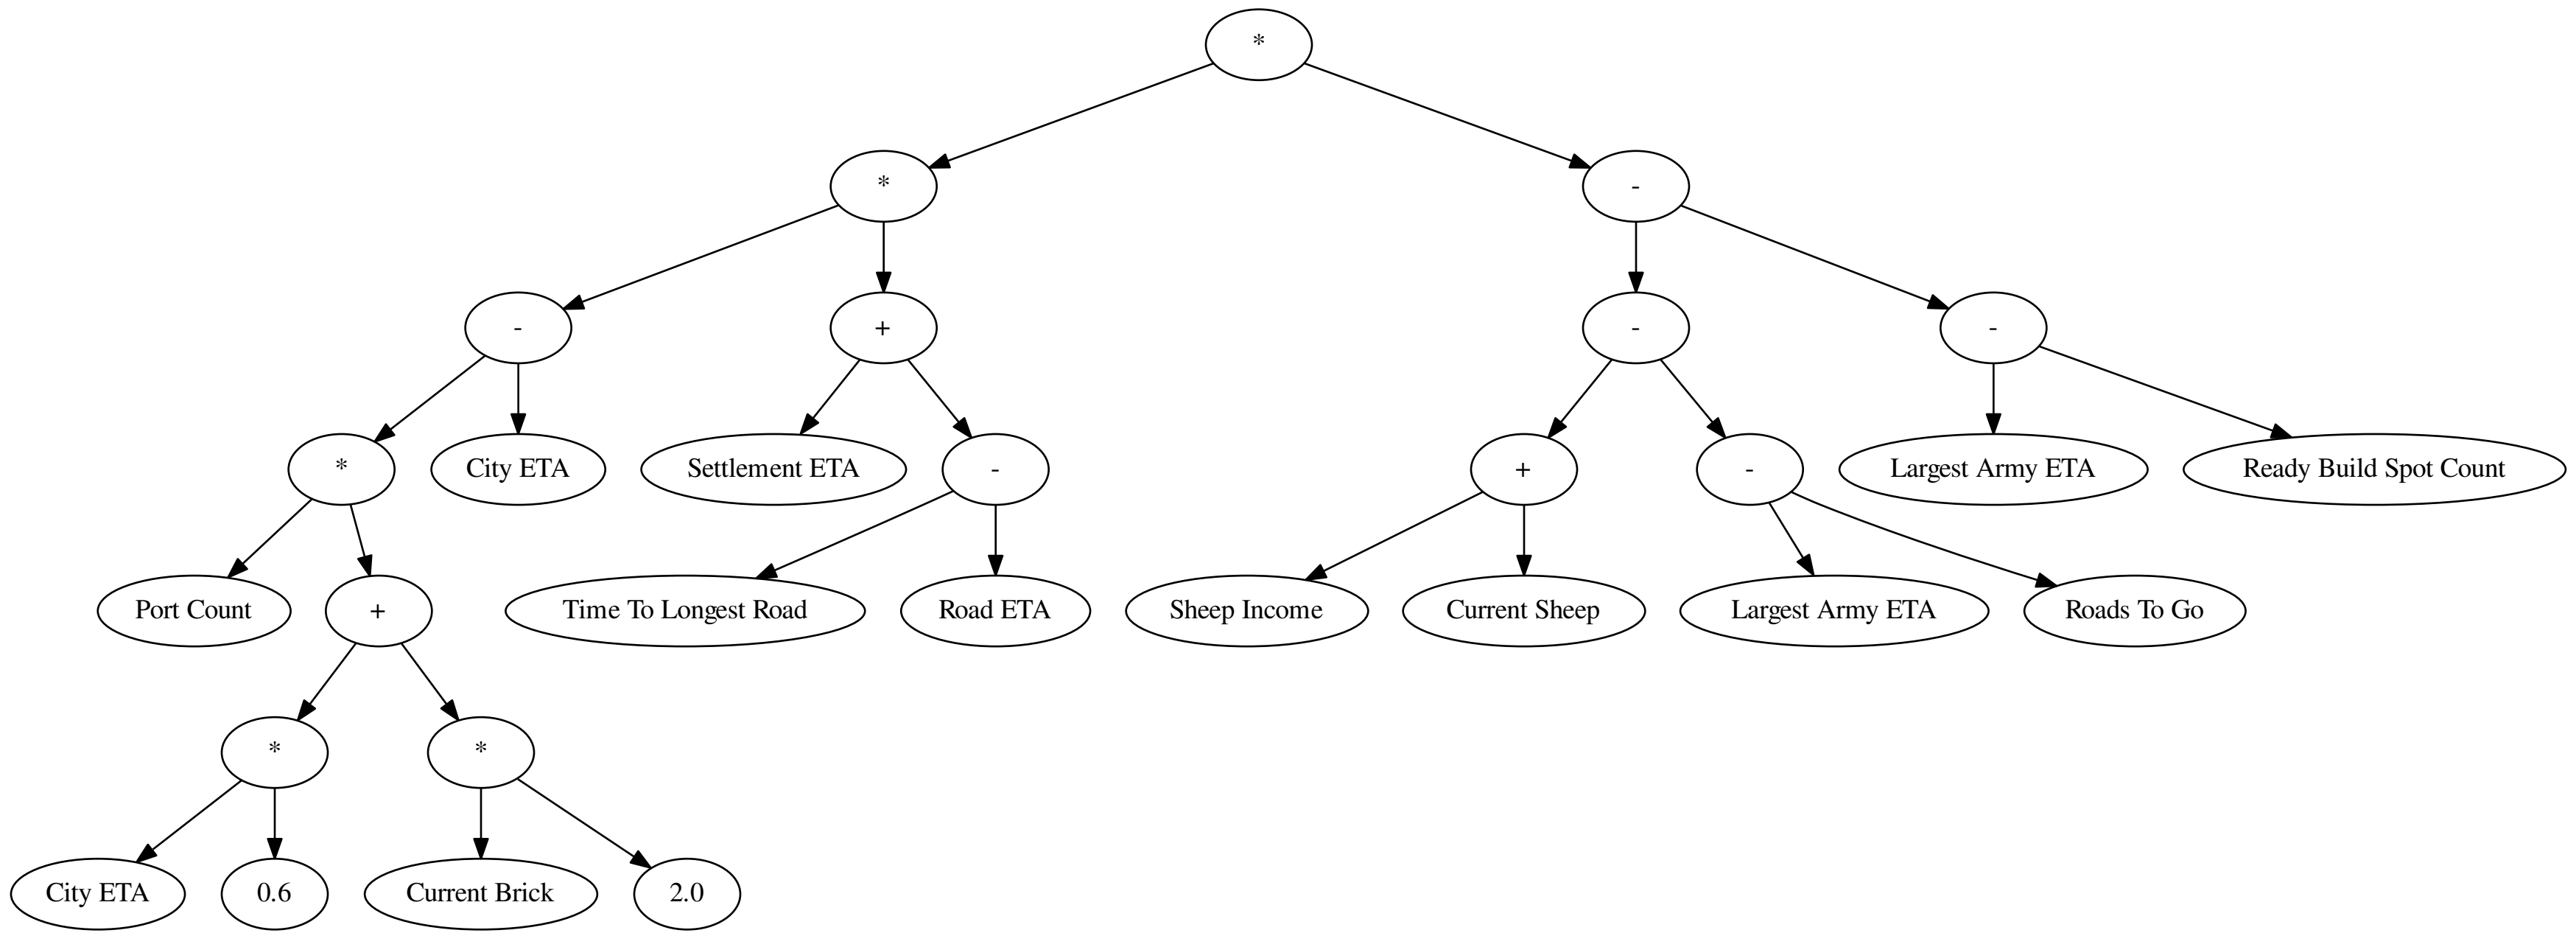 *
*
-
-
+
-
-
*
City ETA
Settlement ETA
-
+
-
Largest Army ETA
Ready Build Spot Count
Port Count
+
Time To Longest Road
Road ETA
Sheep Income
Current Sheep
Largest Army ETA
Roads To Go
*
*
City ETA
0.6
Current Brick
2.0